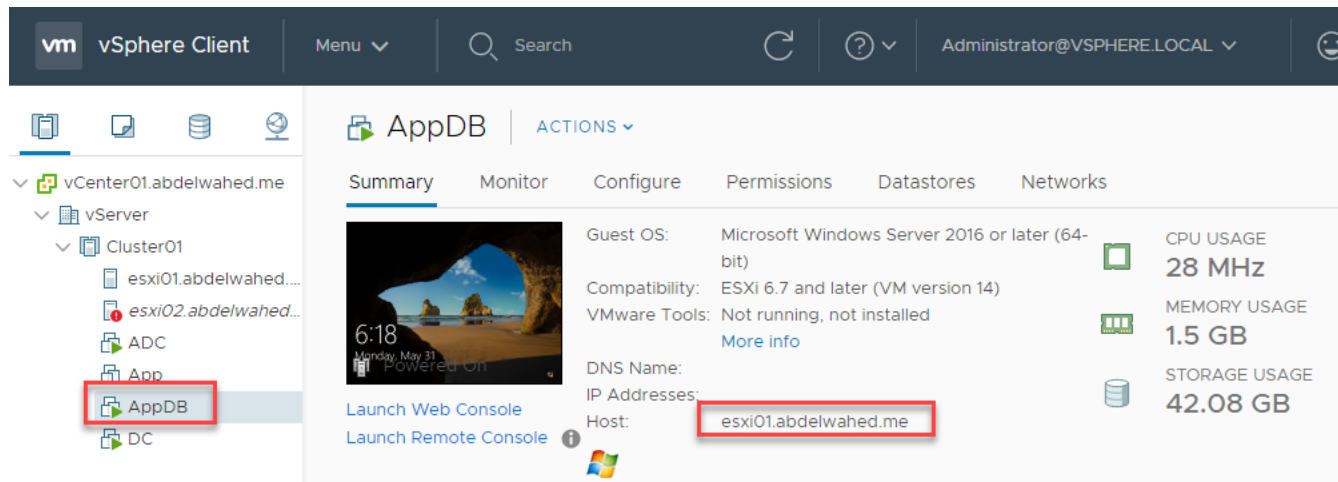 vm vSphere Client Menu Search Administrator@VSPHERE.LOCAL
AppDB ACTIONS
Summary Monitor Configure Permissions Datastores Networks
vCenter01.abdelwahed.me
vServer
Cluster01
esxi01.abdelwahed....
esxi02.abdelwahed...
ADC
App
AppDB
DC
6:18
Monday, May 31
Powered On
Launch Web Console
Launch Remote Console
Guest OS: Microsoft Windows Server 2016 or later (64-
bit)
Compatibility: ESXi 6.7 and later (VM version 14)
VMware Tools: Not running, not installed
More info
DNS Name:
IP Addresses:
Host: esxi01.abdelwahed.me
CPU USAGE
28 MHz
MEMORY USAGE
1.5 GB
STORAGE USAGE
42.08 GB